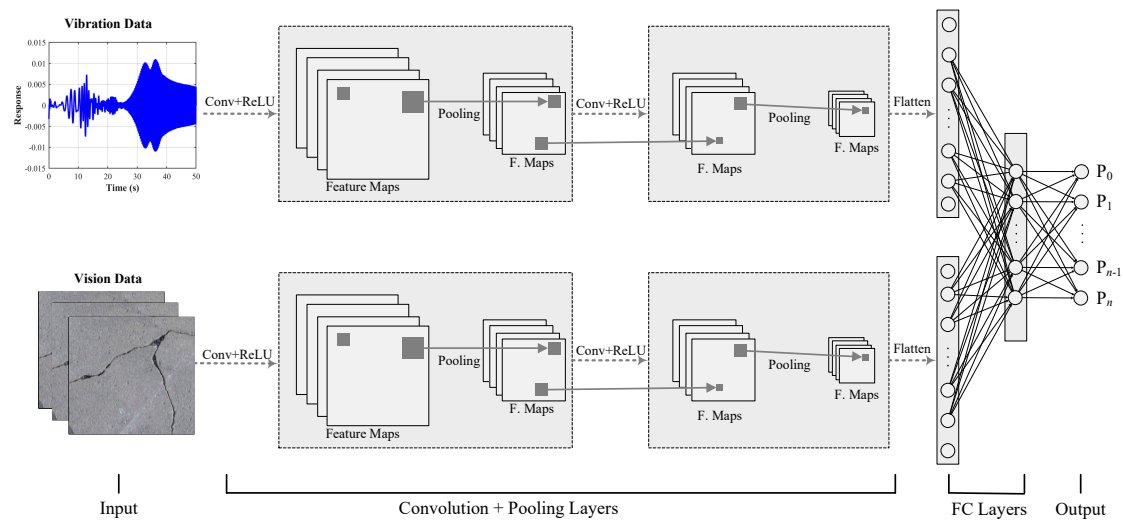 Vibration Data
0.015
0.01
0.005
0
-0.005
-0.01
-0.015
Response
0 10 20 30 40 50
Time (s)
Conv+ReLU
Pooling
Feature Maps
F. Maps
Conv+ReLU
Pooling
F. Maps
F. Maps
Flatten
P0
P1
Pn-1
Pn
Vision Data
Conv+ReLU
Pooling
Feature Maps
F. Maps
Conv+ReLU
Pooling
F. Maps
F. Maps
Flatten
Input
Convolution + Pooling Layers
FC Layers
Output